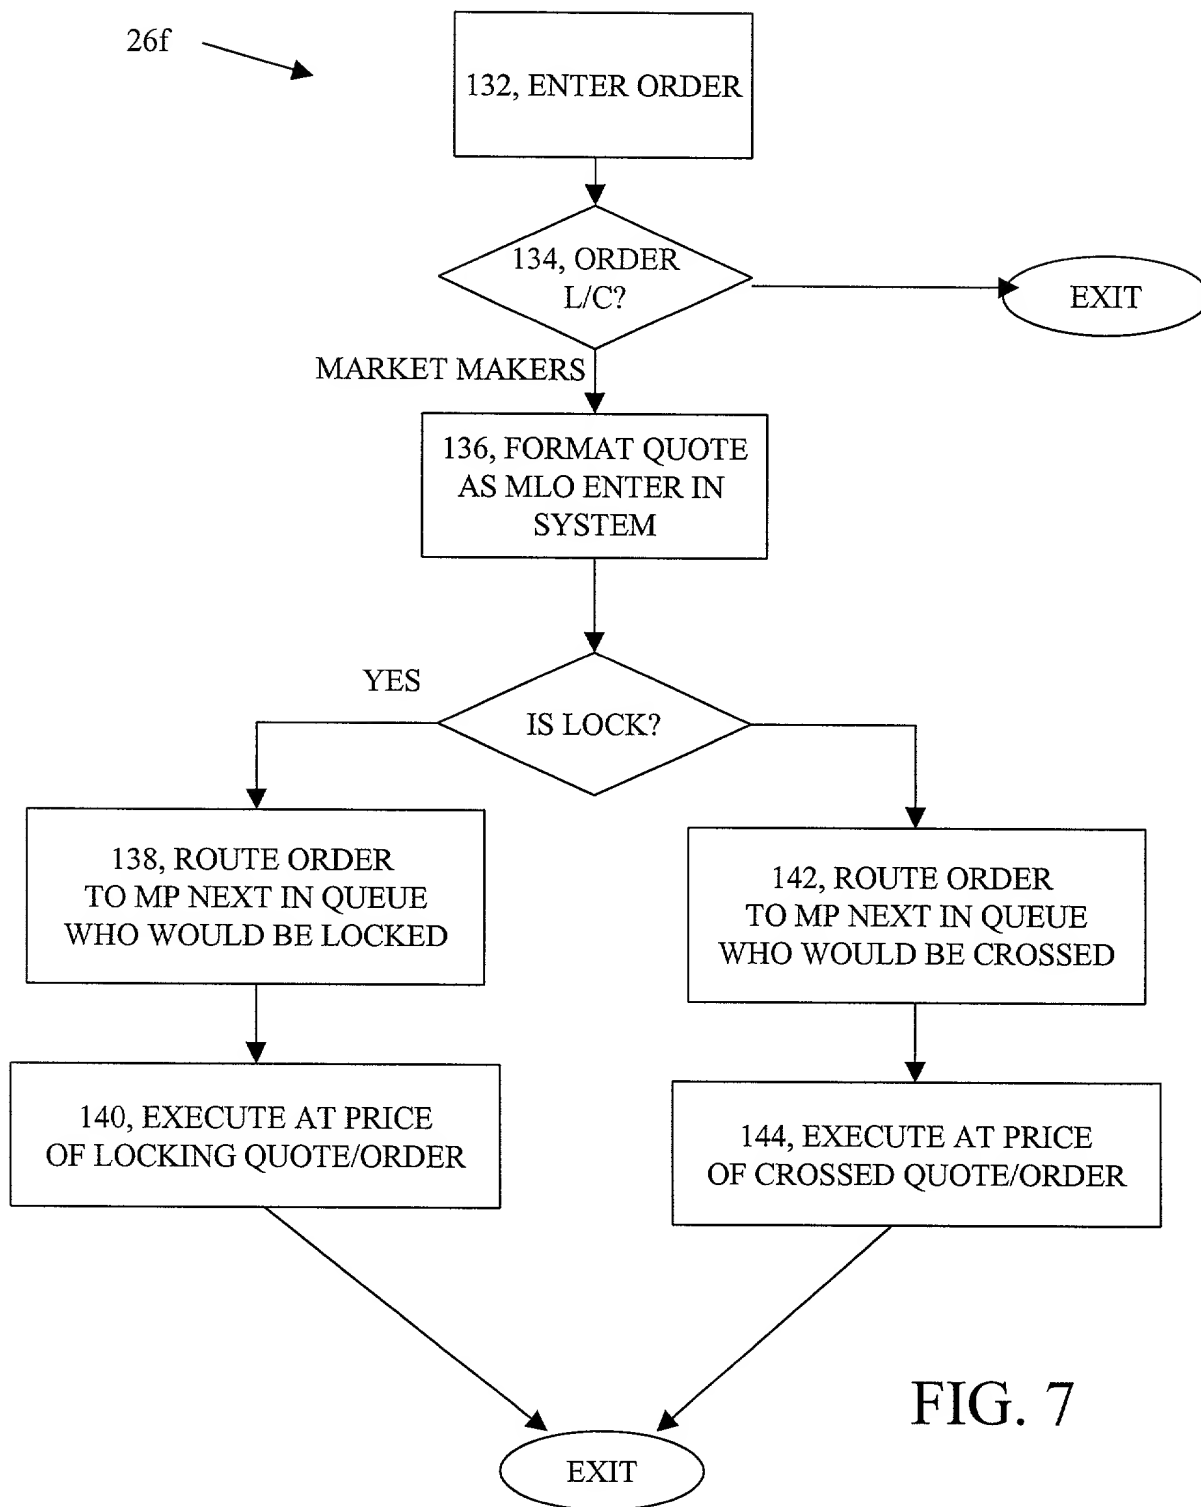 26f
132, ENTER ORDER
134, ORDER
L/C?
EXIT
MARKET MAKERS
136, FORMAT QUOTE
AS MLO ENTER IN
SYSTEM
YES
IS LOCK?
138, ROUTE ORDER
TO MP NEXT IN QUEUE
WHO WOULD BE LOCKED
142, ROUTE ORDER
TO MP NEXT IN QUEUE
WHO WOULD BE CROSSED
140, EXECUTE AT PRICE
OF LOCKING QUOTE/ORDER
144, EXECUTE AT PRICE
OF CROSSED QUOTE/ORDER
FIG. 7
EXIT